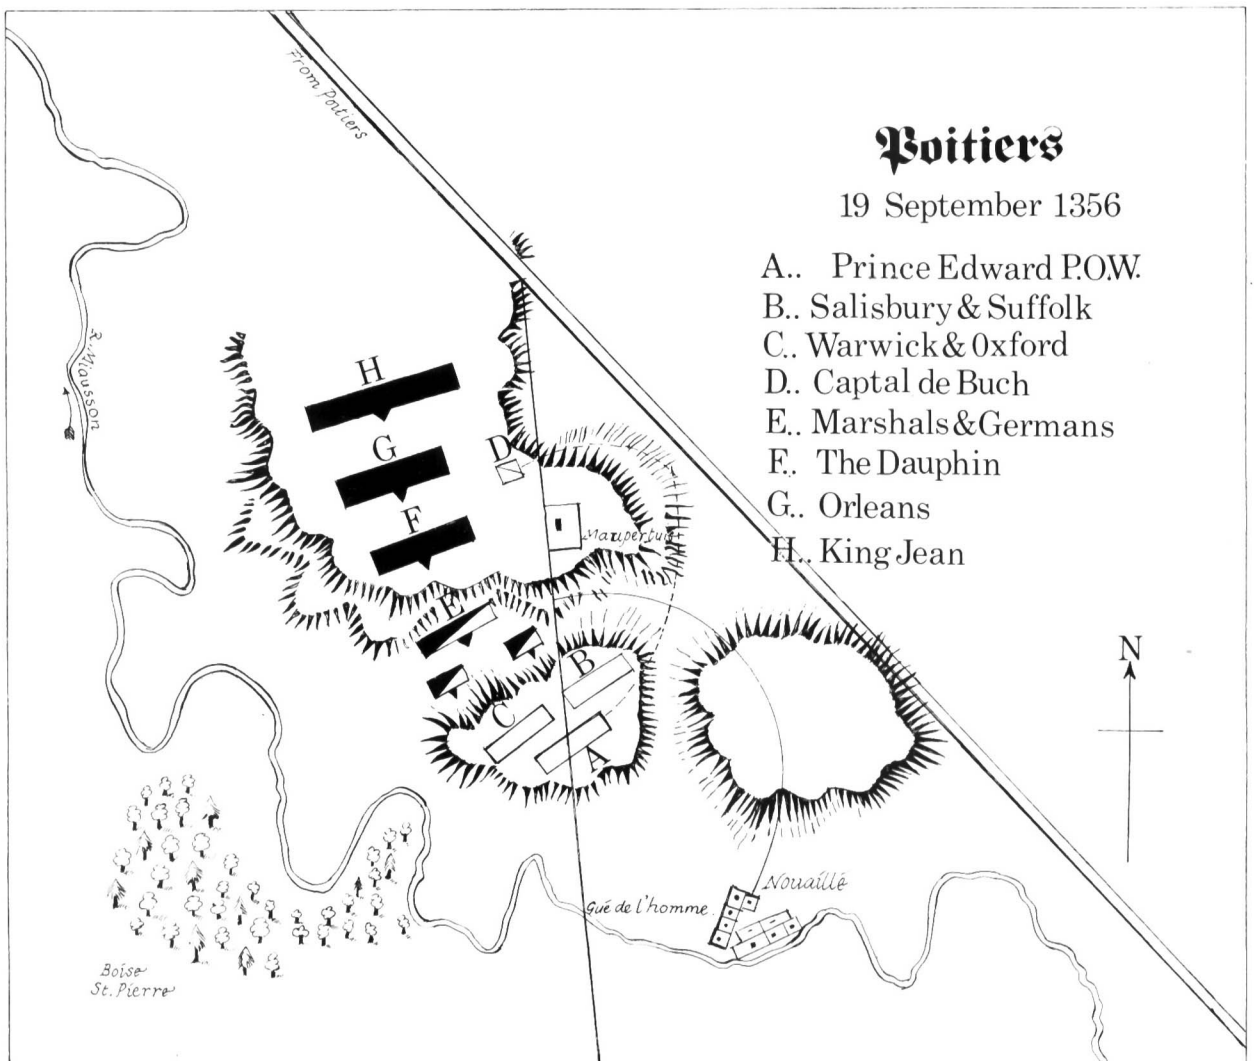 From Poitiers
Poitiers
19 September 1356
A.. Prince Edward P.O.W.
B.. Salisbury & Suffolk
C.. Warwick & Oxford
D.. Captal de Buch
E.. Marshals & Germans
F.. The Dauphin
G.. Orleans
H.. King Jean
R. Miausson
H
G
D
F
Maupertuis
E
B
C
A
N
Nouaillé
Gué de l'homme.
Boise
St. Pierre